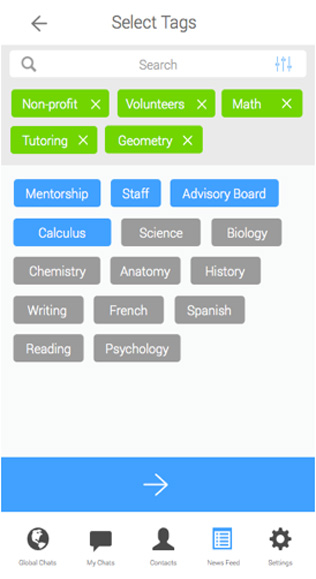 Select Tags
Search
Non-profit Volunteers Math
Tutoring Geometry
Mentorship Staff Advisory Board
Calculus Science Biology
Chemistry Anatomy History
Writing French Spanish
Reading Psychology
Global Chats My Chats Contacts News Feed Settings